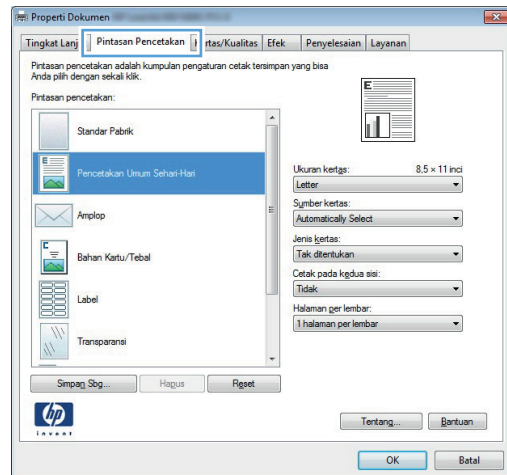 Properti Dokumen
Tingkat Lanj
Pintasan Pencetakan
rtas/Kualitas
Efek
Penyelesaian
Layanan
Pintasan pencetakan adalah kumpulan pengaturan cetak tersimpan yang bisa
Anda pilih dengan sekali klik.
Pintasan pencetakan:
Standar Pabrik
Pencetakan Umum Sehari-Hari
Amplop
Bahan Kartu/Tebal
Label
Transparansi
Simpan Sbg...
Hapus
Reset
E
Ukuran kertas:
8,5 × 11 inci
Letter
Sumber kertas:
Automatically Select
Jenis kertas:
Tak ditentukan
Cetak pada kedua sisi:
Tidak
Halaman per lembar:
1 halaman per lembar
hp
invent
Tentang...
Bantuan
OK
Batal